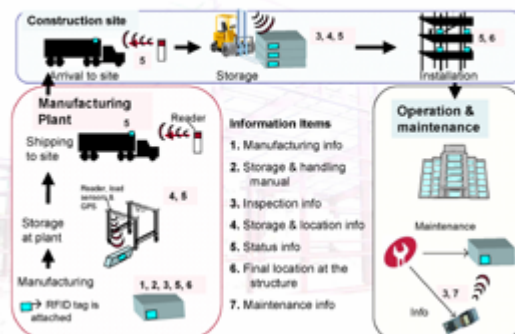 Construction site
Arrival to site
5
Storage
3, 4, 5
Installation
5, 6
Manufacturing
Plant
Shipping
to site
5
Reader
Reader, load
sensors &
GPS
4, 5
Storage
at plant
Manufacturing
RFID tag is
attached
1, 2, 3, 5, 6
Information Items
1, Manufacturing info
2, Storage & handling
manual
3, Inspection info
4, Storage & location info
5, Status info
6, Final location at the
structure
7. Maintenance info
Operation &
maintenance
Maintenance
3, 7
Info